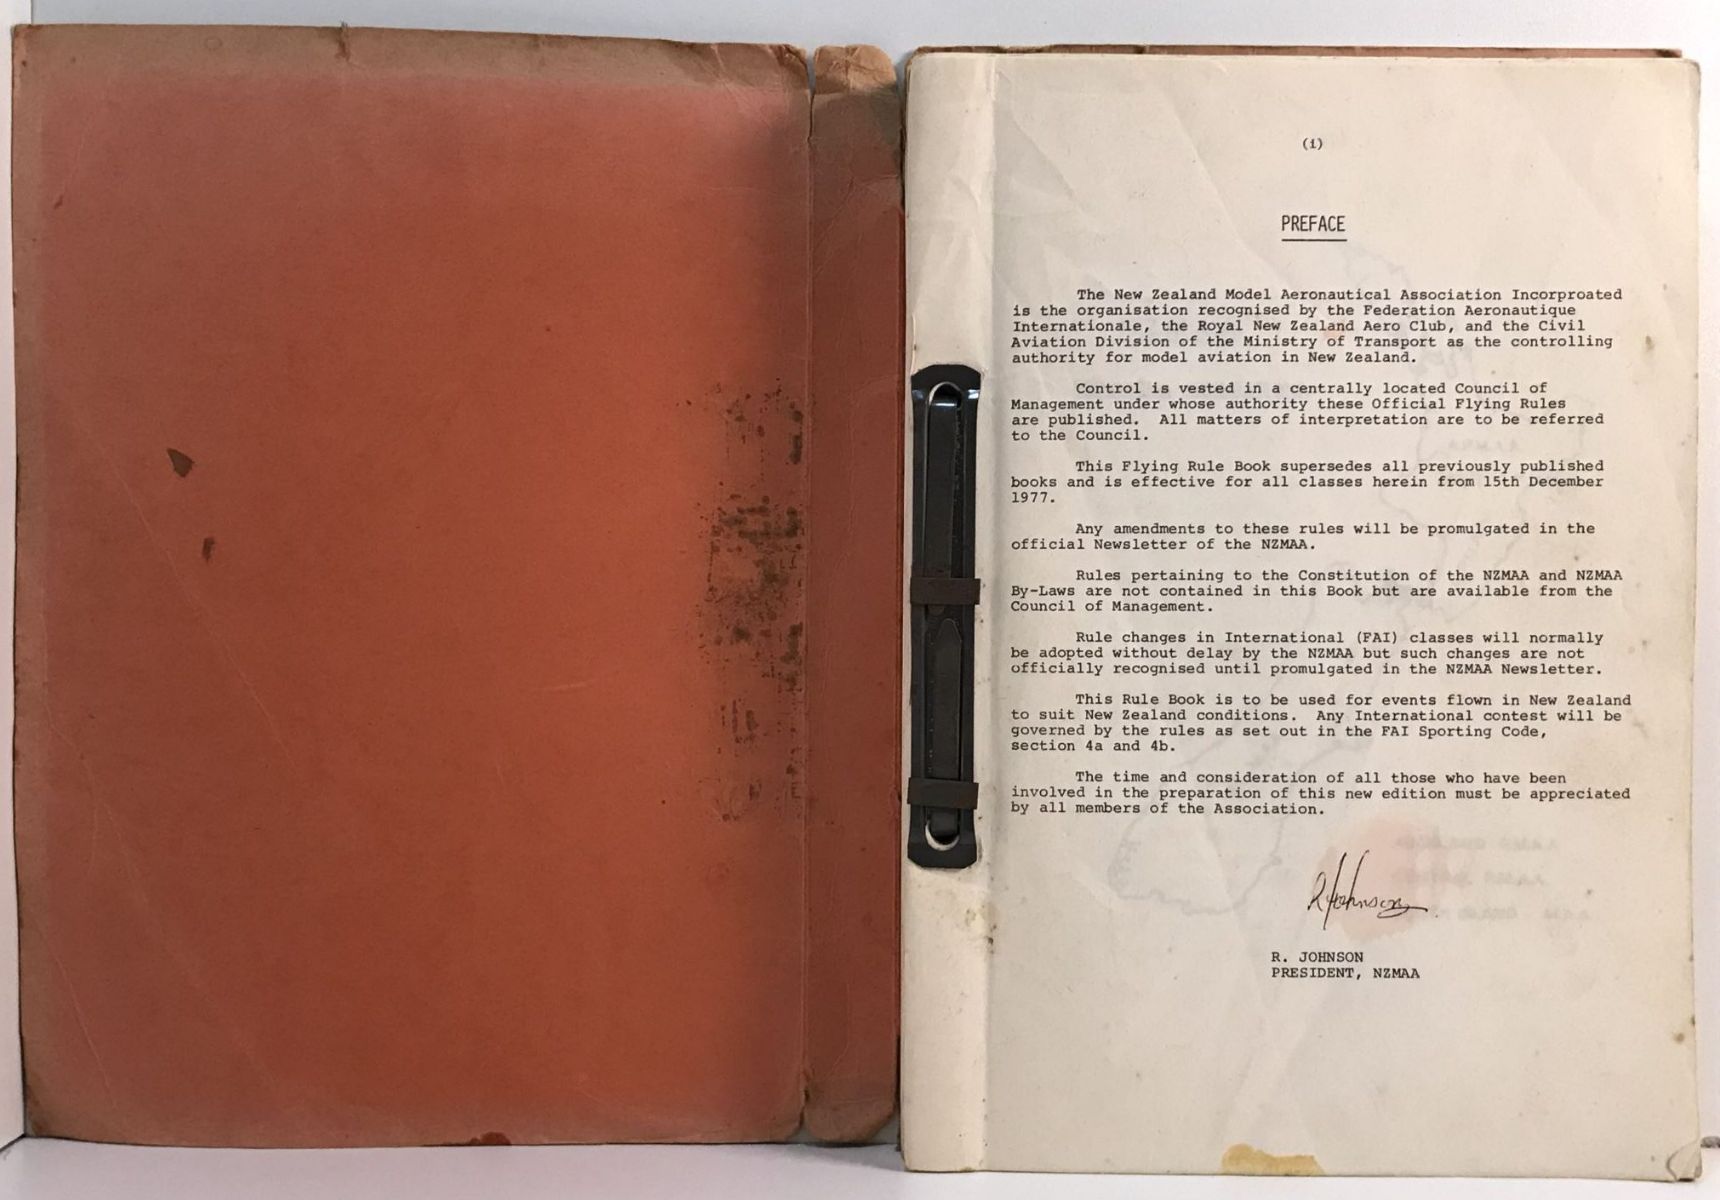 (i)
PREFACE
The New Zealand Model Aeronautical Association Incorproated
is the organisation recognised by the Federation Aeronautique
Internationale, the Royal New Zealand Aero Club, and the Civil
Aviation Division of the Ministry of Transport as the controlling
authority for model aviation in New Zealand.
Control is vested in a centrally located Council of
Management under whose authority these Official Flying Rules
are published. All matters of interpretation are to be referred
to the Council.
This Flying Rule Book supersedes all previously published
books and is effective for all classes herein from 15th December
1977.
Any amendments to these rules will be promulgated in the
official Newsletter of the NZMAA.
Rules pertaining to the Constitution of the NZMAA and NZMAA
By-Laws are not contained in this Book but are available from the
Council of Management.
Rule changes in International (FAI) classes will normally
be adopted without delay by the NZMAA but such changes are not
officially recognised until promulgated in the NZMAA Newsletter.
This Rule Book is to be used for events flown in New Zealand
to suit New Zealand conditions. Any International contest will be
governed by the rules as set out in the FAI Sporting Code,
section 4a and 4b.
The time and consideration of all those who have been
involved in the preparation of this new edition must be appreciated
by all members of the Association.
R Johnson
R. JOHNSON
PRESIDENT, NZMAA